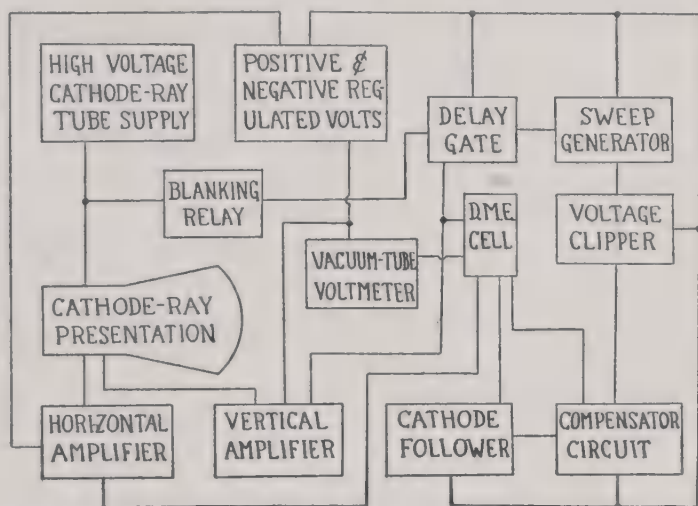 HIGH VOLTAGE
CATHODE-RAY
TUBE SUPPLY
POSITIVE &
NEGATIVE REG-
ULATED VOLTS
DELAY
GATE
SWEEP
GENERATOR
BLANKING
RELAY
D.M.E.
CELL
VOLTAGE
CLIPPER
VACUUM-TUBE
VOLTMETER
CATHODE-RAY
PRESENTATION
HORIZONTAL
AMPLIFIER
VERTICAL
AMPLIFIER
CATHODE
FOLLOWER
COMPENSATOR
CIRCUIT